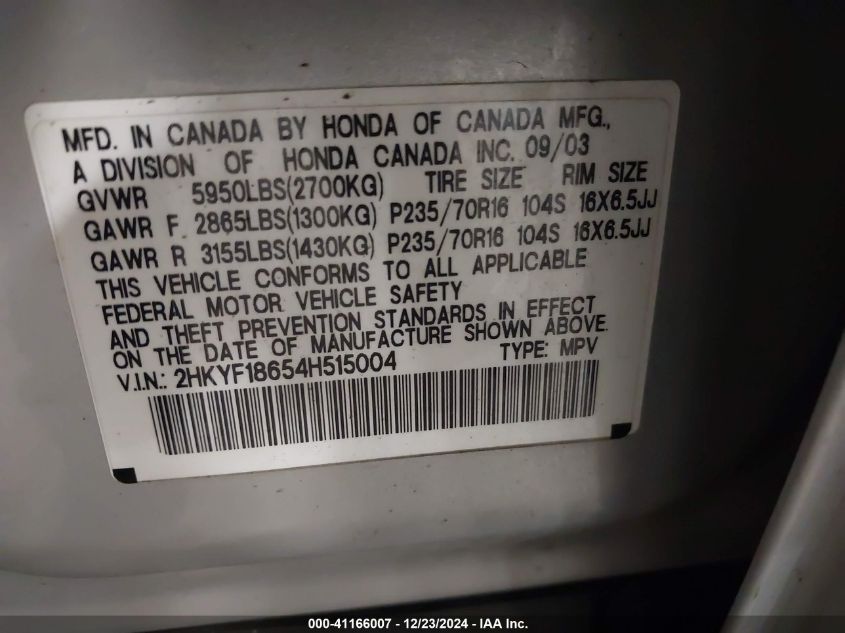 MFD. IN CANADA BY HONDA OF CANADA MFG.,
A DIVISION OF HONDA CANADA INC. 09/03
GVWR 5950LBS(2700KG) TIRE SIZE RIM SIZE
GAWR F 2865LBS(1300KG) P235/70R16 104S 16X6.5JJ
GAWR R 3155LBS(1430KG) P235/70R16 104S 16X6.5JJ
THIS VEHICLE CONFORMS TO ALL APPLICABLE
FEDERAL MOTOR VEHICLE SAFETY
AND THEFT PREVENTION STANDARDS IN EFFECT
ON THE DATE OF MANUFACTURE SHOWN ABOVE.
V.I.N.: 2HKYF18654H515004 TYPE: MPV
000-41166007 - 12/23/2024 - IAA Inc.